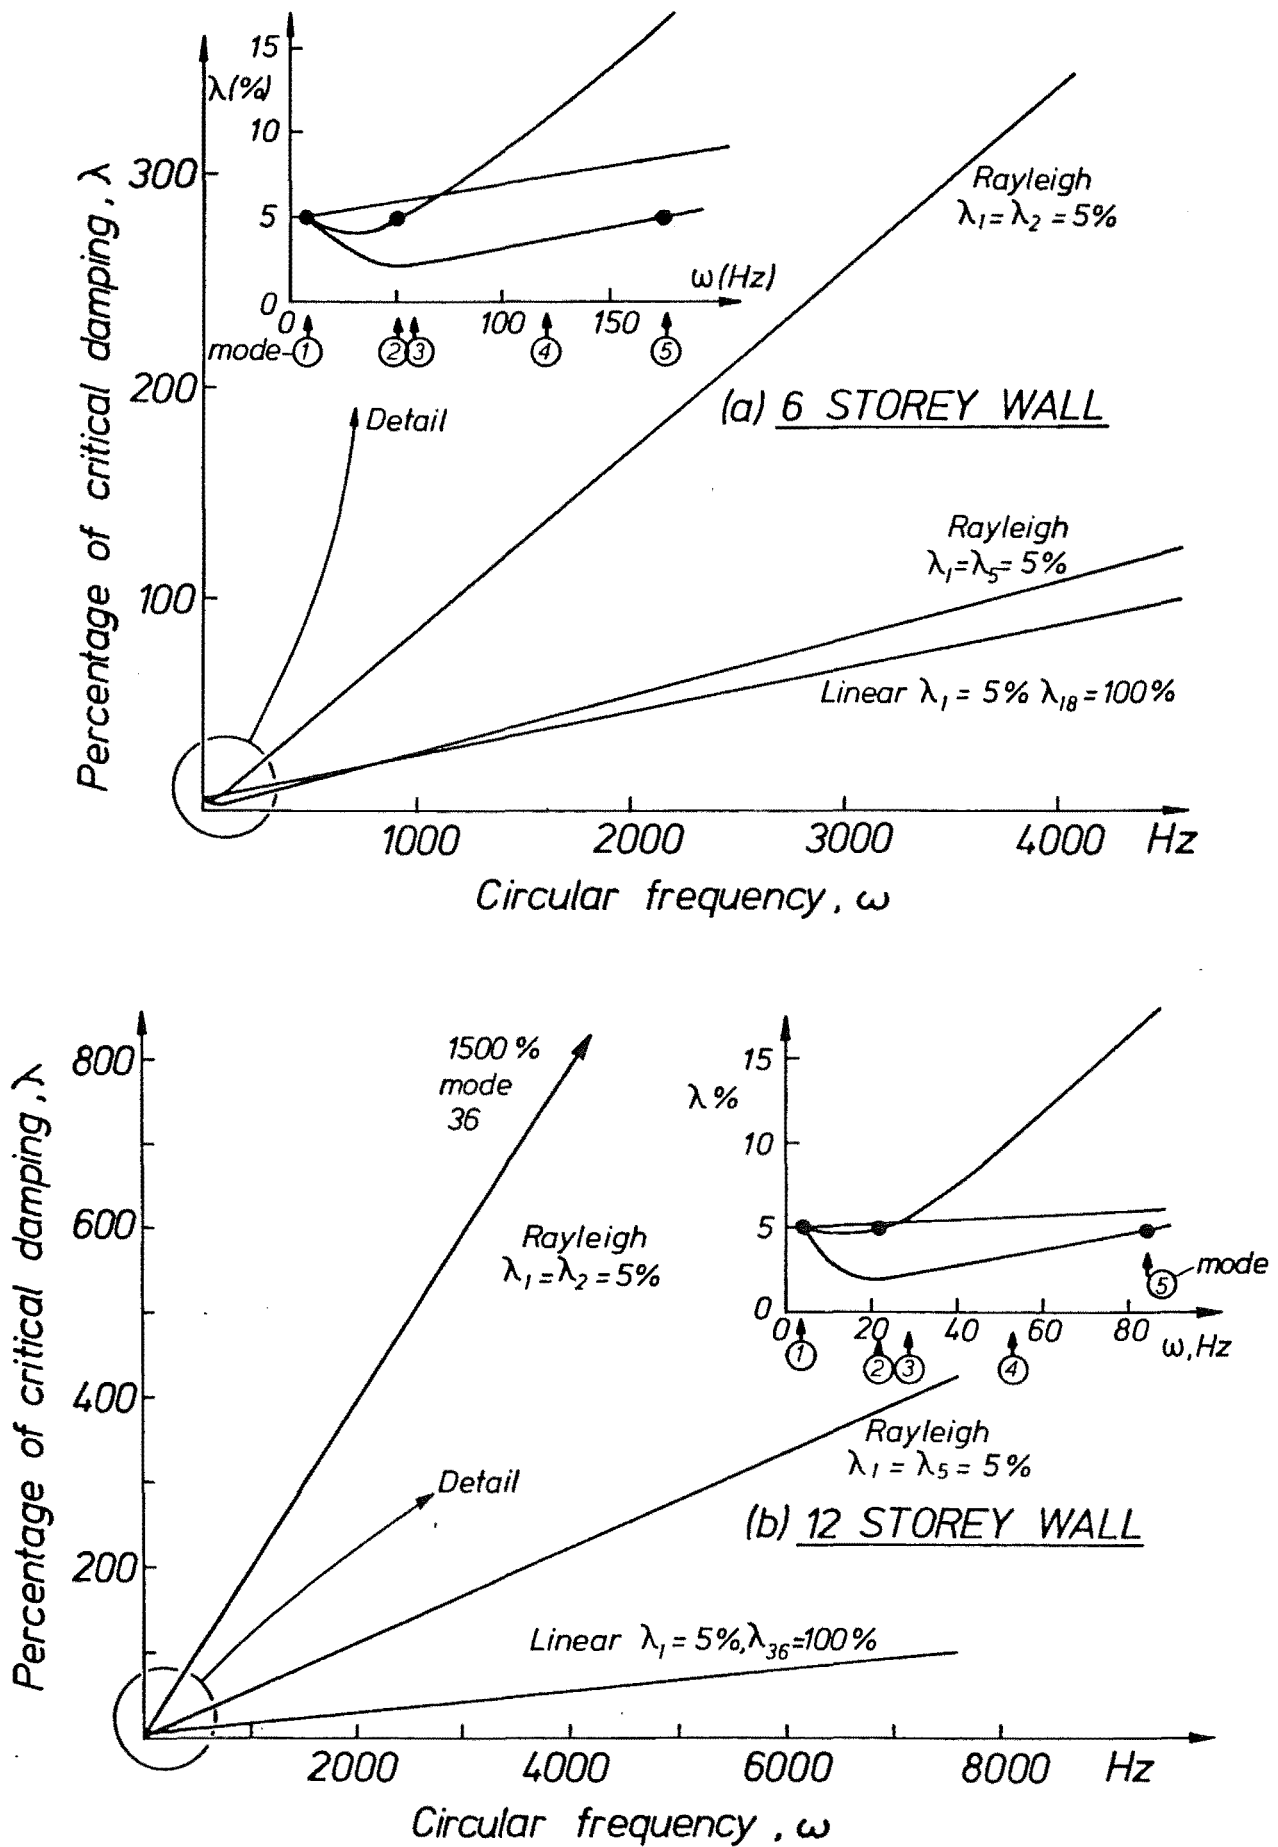 15
λ(%)
10
5
0
0 100 150
ω(Hz)
mode 1 2 3 4 5
Percentage of critical damping, λ
300
200
100
Rayleigh
λ1=λ2=5%
Detail
(a) 6 STOREY WALL
Rayleigh
λ1=λ5=5%
Linear λ1=5% λ18=100%
1000 2000 3000 4000 Hz
Circular frequency, ω
Percentage of critical damping, λ
800
600
400
200
1500%
mode
36
Rayleigh
λ1=λ2=5%
15
λ%
10
5
0
0 20 40 60 80 ω,Hz
1 2 3 4 5 mode
Rayleigh
λ1=λ5=5%
Detail
(b) 12 STOREY WALL
Linear λ1=5%,λ36=100%
2000 4000 6000 8000 Hz
Circular frequency, ω